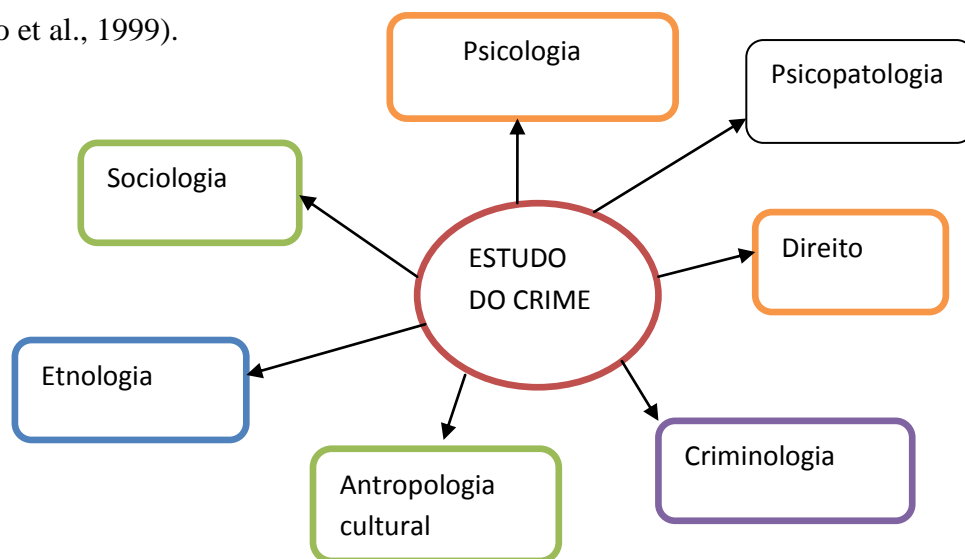 o et al., 1999).
Psicologia
Psicopatologia
Sociologia
ESTUDO
DO CRIME
Direito
Etnologia
Antropologia
cultural
Criminologia